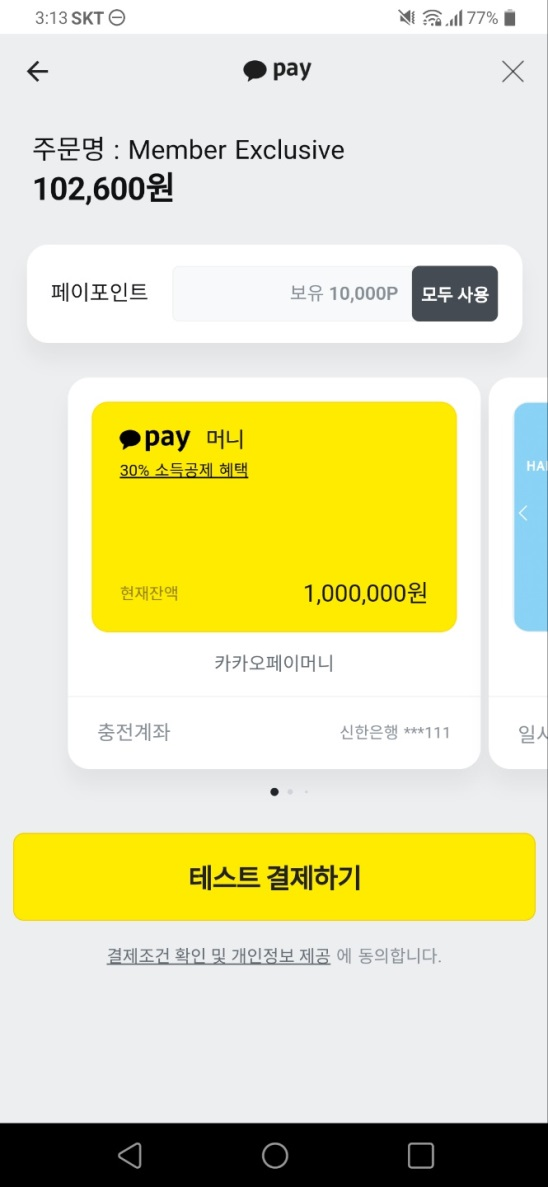 3:13 SKT 77%
pay
주문명 : Member Exclusive
102,600원
페이포인트 보유 10,000P 모두 사용
pay 머니
30% 소득공제 혜택
HA
현재잔액 1,000,000원
카카오페이머니
충전계좌 신한은행 ***111
일시
테스트 결제하기
결제조건 확인 및 개인정보 제공 에 동의합니다.